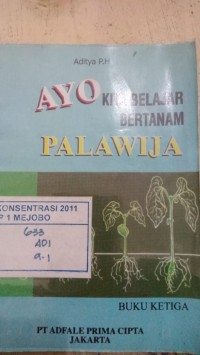 Aditya P.H
AYO
BELAJAR
BERTANAM
PALAWIJA
KONSENTRASI 2011
P 1 MEJOBO
633
ADI
a.1
BUKU KETIGA
PT ADFALE PRIMA CIPTA
JAKARTA